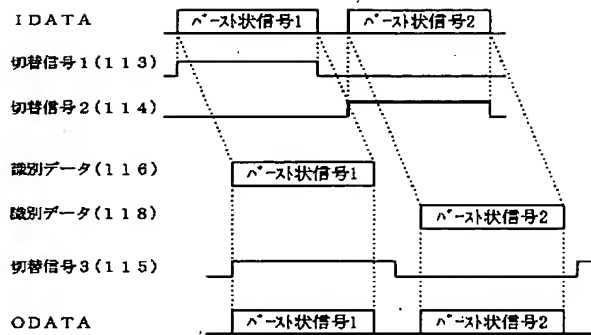 IDATA バースト状信号1 バースト状信号2
切替信号1(113)
切替信号2(114)
識別データ(116) バースト状信号1
識別データ(118) バースト状信号2
切替信号3(115)
ODATA バースト状信号1 バースト状信号2